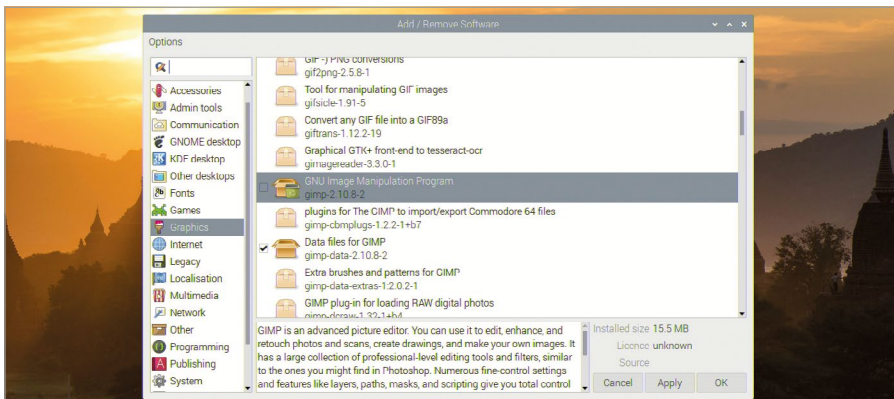 Add / Remove Software
Options
Accessories
Admin tools
Communication
GNOME desktop
KDE desktop
Other desktops
Fonts
Games
Graphics
Internet
Legacy
Localisation
Multimedia
Network
Other
Programming
Publishing
System
GIF -) PNG conversions
gif2png-2.5.8-1
Tool for manipulating GIF images
gifsicle-1.91-5
Convert any GIF file into a GIF89a
giftrans-1.12.2-19
Graphical GTK+ front-end to tesseract-ocr
gimagereader-3.3.0-1
GNU Image Manipulation Program
gimp-2.10.8-2
plugins for The GIMP to import/export Commodore 64 files
gimp-cbmplugs-1.2.2-1+b7
Data files for GIMP
gimp-data-2.10.8-2
Extra brushes and patterns for GIMP
gimp-data-extras-1:2.0.2-1
GIMP plug-in for loading RAW digital photos
gimp-dcraw-1.32-1+b4
GIMP is an advanced picture editor. You can use it to edit, enhance, and
retouch photos and scans, create drawings, and make your own images. It
has a large collection of professional-level editing tools and filters, similar
to the ones you might find in Photoshop. Numerous fine-control settings
and features like layers, paths, masks, and scripting give you total control
Installed size 15.5 MB
Licence unknown
Source
Cancel
Apply
OK